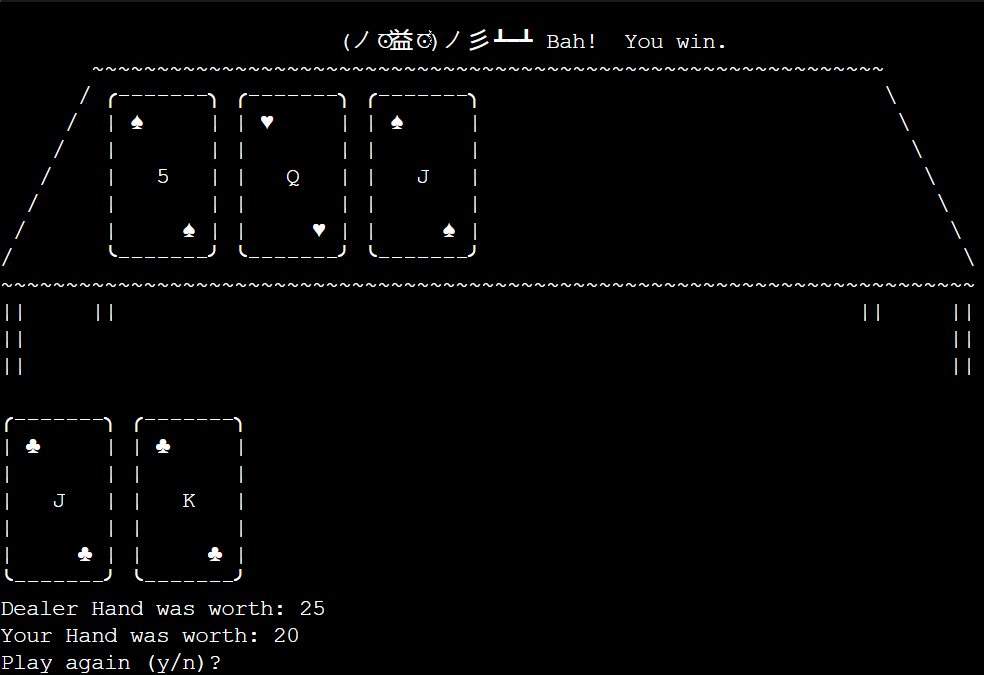 (ノಠ益ಠ)ノ彡┻━┻ Bah!  You win.
♠ ♥ ♠
5 Q J
♠ ♥ ♠
♣ ♣
J K
♣ ♣
Dealer Hand was worth: 25
Your Hand was worth: 20
Play again (y/n)?